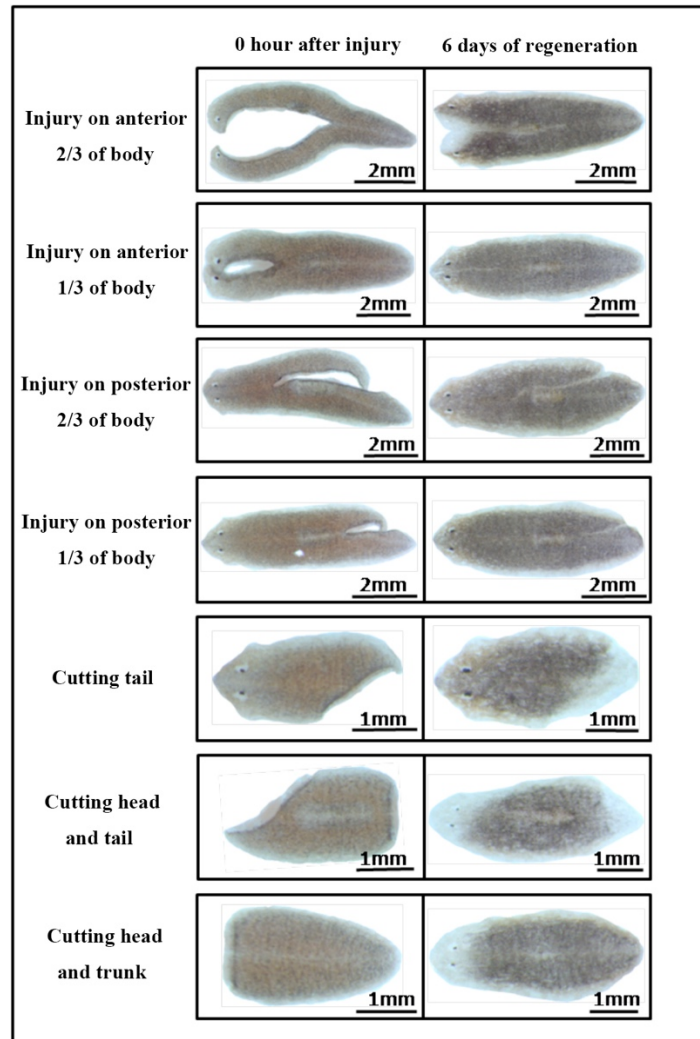 0 hour after injury
6 days of regeneration
Injury on anterior
2/3 of body
2mm
2mm
Injury on anterior
1/3 of body
2mm
2mm
Injury on posterior
2/3 of body
2mm
2mm
Injury on posterior
1/3 of body
2mm
2mm
Cutting tail
1mm
1mm
Cutting head
and tail
1mm
1mm
Cutting head
and trunk
1mm
1mm